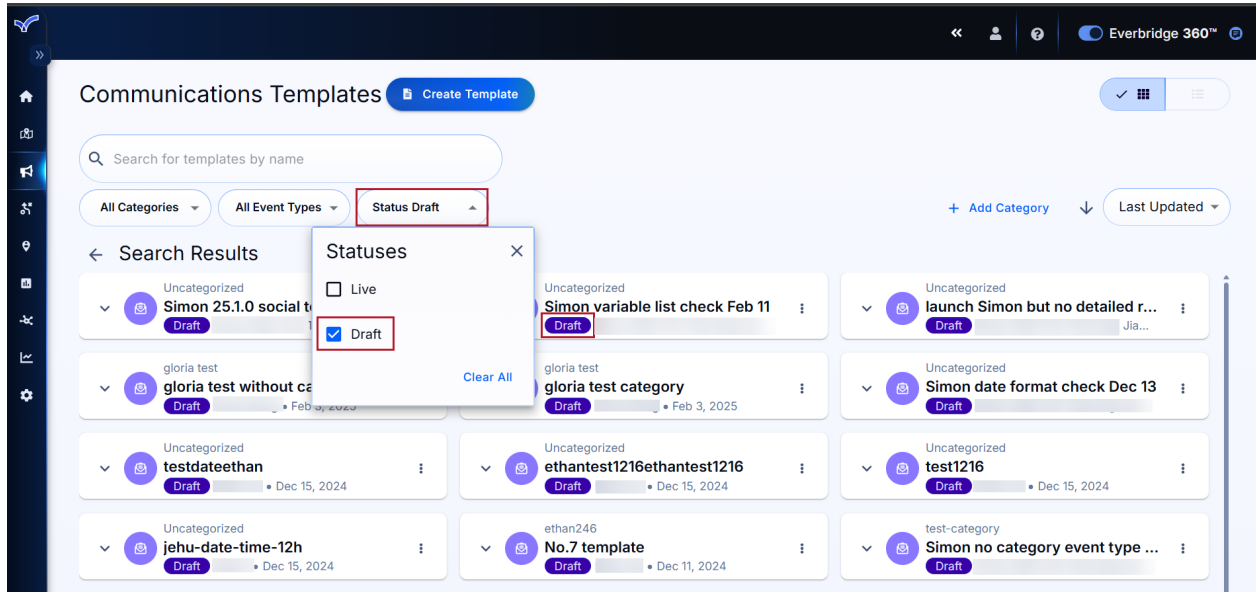 Everbridge 360™
Communications Templates
Create Template
Search for templates by name
All Categories
All Event Types
Status Draft
+ Add Category
Last Updated
Search Results
Statuses
Live
Draft
Clear All
Uncategorized
Simon 25.1.0 social
Draft
Uncategorized
Simon variable list check Feb 11
Draft
Uncategorized
launch Simon but no detailed r...
Draft Jia...
gloria test
gloria test without ca
Draft • Feb 3, 2025
gloria test
gloria test category
Draft • Feb 3, 2025
Uncategorized
Simon date format check Dec 13
Draft
Uncategorized
testdateethan
Draft • Dec 15, 2024
Uncategorized
ethantest1216ethantest1216
Draft • Dec 15, 2024
Uncategorized
test1216
Draft • Dec 15, 2024
Uncategorized
jehu-date-time-12h
Draft • Dec 15, 2024
ethan246
No.7 template
Draft • Dec 11, 2024
test-category
Simon no category event type ...
Draft